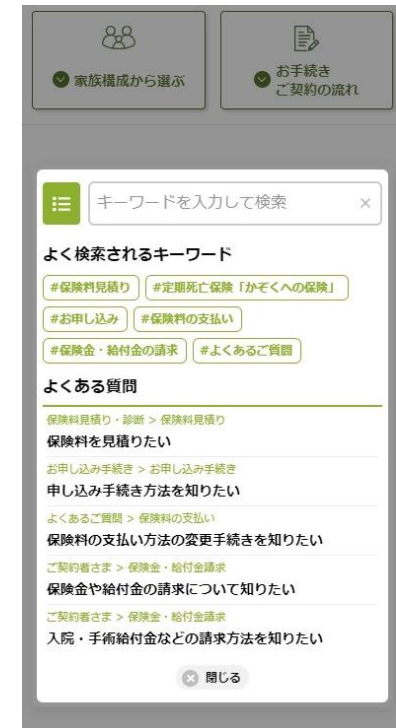 家族構成から選ぶ
お手続き
ご契約の流れ
キーワードを入力して検索
よく検索されるキーワード
#保険料見積り #定期死亡保険「かぞくへの保険」
#お申し込み #保険料の支払い
#保険金・給付金の請求 #よくあるご質問
よくある質問
保険料見積り・診断 > 保険料見積り
保険料を見積りたい
お申し込み手続き > お申し込み手続き
申し込み手続き方法を知りたい
よくあるご質問 > 保険料の支払い
保険料の支払い方法の変更手続きを知りたい
ご契約者さま > 保険金・給付金請求
保険金や給付金の請求について知りたい
ご契約者さま > 保険金・給付金請求
入院・手術給付金などの請求方法を知りたい
閉じる